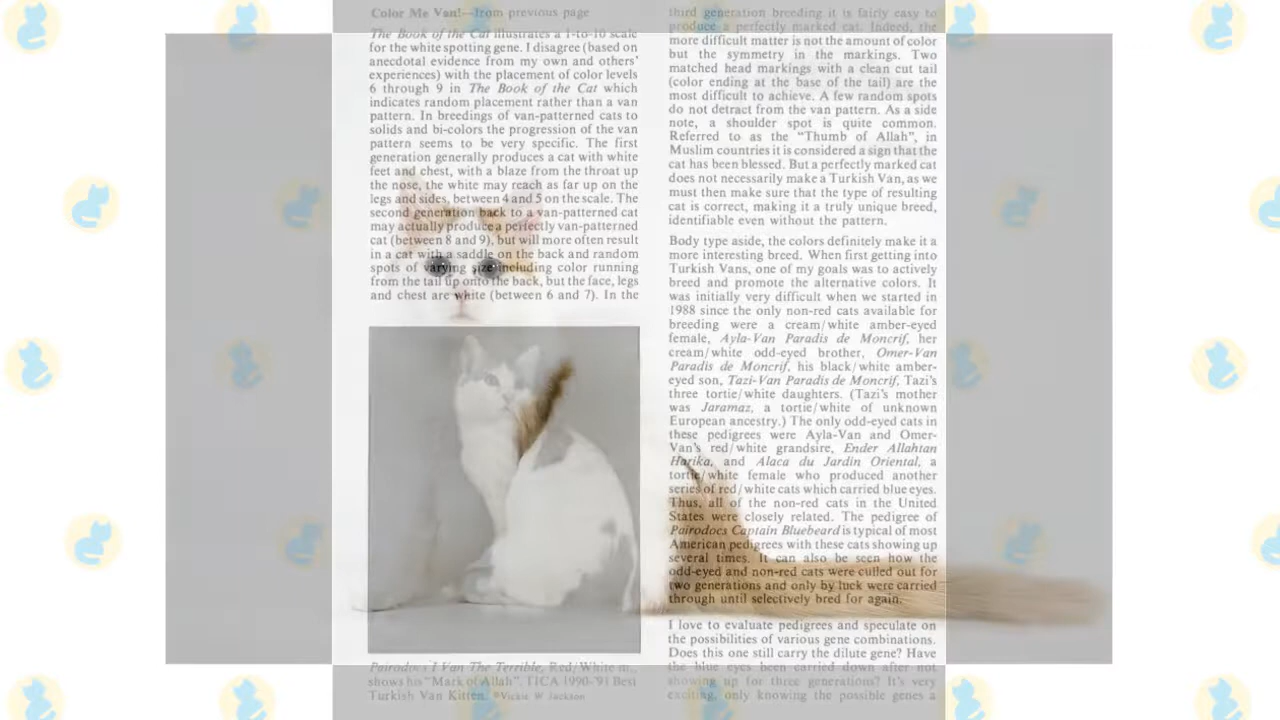 Color Me Van!—from previous page
The Book of the Cat illustrates a 1-to-10 scale
for the white spotting gene. I disagree (based on
anecdotal evidence from my own and others'
experiences) with the placement of color levels
6 through 9 in The Book of the Cat which
indicates random placement rather than a van
pattern. In breedings of van-patterned cats to
solids and bi-colors the progression of the van
pattern seems to be very specific. The first
generation generally produces a cat with white
feet and chest, with a blaze from the throat up
the nose, the white may reach as far up on the
legs and sides, between 4 and 5 on the scale. The
second generation back to a van-patterned cat
may actually produce a perfectly van-patterned
cat (between 8 and 9), but will more often result
in a cat with a saddle on the back and random
spots of varying size including color running
from the tail up onto the back, but the face, legs
and chest are white (between 6 and 7). In the
Pairodocs I Van The Terrible, Red/White m.,
shows his "Mark of Allah". TICA 1990-'91 Best
Turkish Van Kitten. ©Vickie W Jackson
third generation breeding it is fairly easy to
produce a perfectly marked cat. Indeed, the
more difficult matter is not the amount of color
but the symmetry in the markings. Two
matched head markings with a clean cut tail
(color ending at the base of the tail) are the
most difficult to achieve. A few random spots
do not detract from the van pattern. As a side
note, a shoulder spot is quite common.
Referred to as the "Thumb of Allah", in
Muslim countries it is considered a sign that the
cat has been blessed. But a perfectly marked cat
does not necessarily make a Turkish Van, as we
must then make sure that the type of resulting
cat is correct, making it a truly unique breed,
identifiable even without the pattern.
Body type aside, the colors definitely make it a
more interesting breed. When first getting into
Turkish Vans, one of my goals was to actively
breed and promote the alternative colors. It
was initially very difficult when we started in
1988 since the only non-red cats available for
breeding were a cream/white amber-eyed
female, Ayla-Van Paradis de Moncrif, her
cream/white odd-eyed brother, Omer-Van
Paradis de Moncrif, his black/white amber-
eyed son, Tazi-Van Paradis de Moncrif, Tazi's
three tortie/white daughters. (Tazi's mother
was Jaramaz, a tortie/white of unknown
European ancestry.) The only odd-eyed cats in
these pedigrees were Ayla-Van and Omer-
Van's red/white grandsire, Ender Allahtan
Harika, and Alaca du Jardin Oriental, a
tortie/white female who produced another
series of red/white cats which carried blue eyes.
Thus, all of the non-red cats in the United
States were closely related. The pedigree of
Pairodocs Captain Bluebeard is typical of most
American pedigrees with these cats showing up
several times. It can also be seen how the
odd-eyed and non-red cats were culled out for
two generations and only by luck were carried
through until selectively bred for again.
I love to evaluate pedigrees and speculate on
the possibilities of various gene combinations.
Does this one still carry the dilute gene? Have
the blue eyes been carried down after not
showing up for three generations? It's very
exciting, only knowing the possible genes a